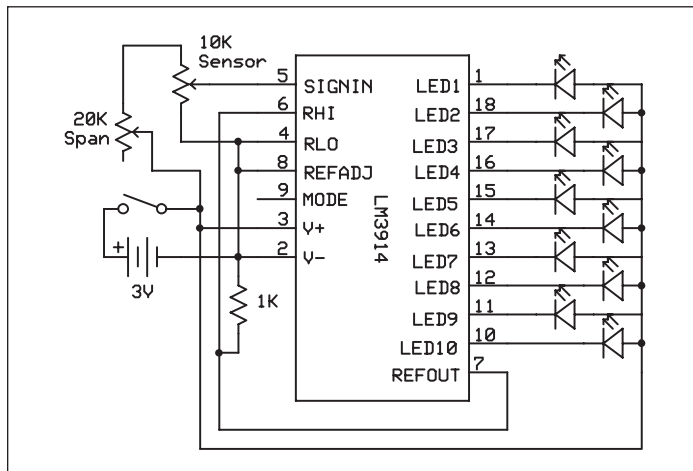 10K
Sensor
20K
Span
+
3V
1K
5
6
4
8
9
3
2
SIGNIN
RHI
RLO
REFADJ
MODE
V+
V-
LM3914
LED1
LED2
LED3
LED4
LED5
LED6
LED7
LED8
LED9
LED10
REFOUT
1
18
17
16
15
14
13
12
11
10
7